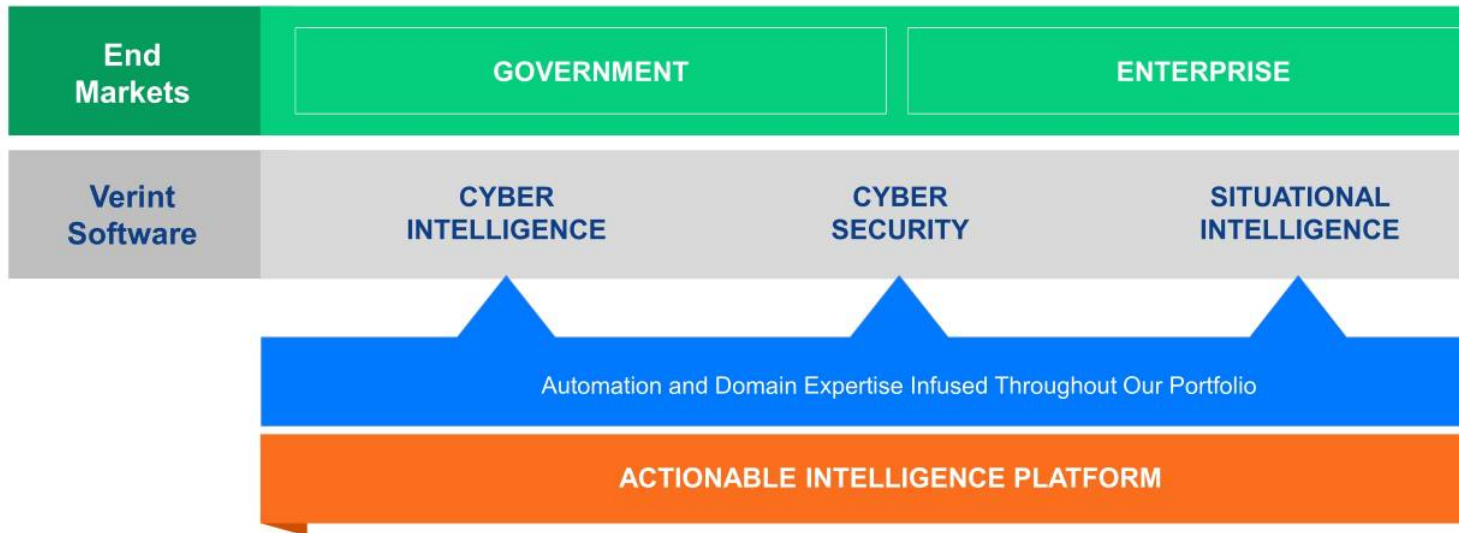 End
Markets
GOVERNMENT
ENTERPRISE
Verint
Software
CYBER
INTELLIGENCE
CYBER
SECURITY
SITUATIONAL
INTELLIGENCE
Automation and Domain Expertise Infused Throughout Our Portfolio
ACTIONABLE INTELLIGENCE PLATFORM